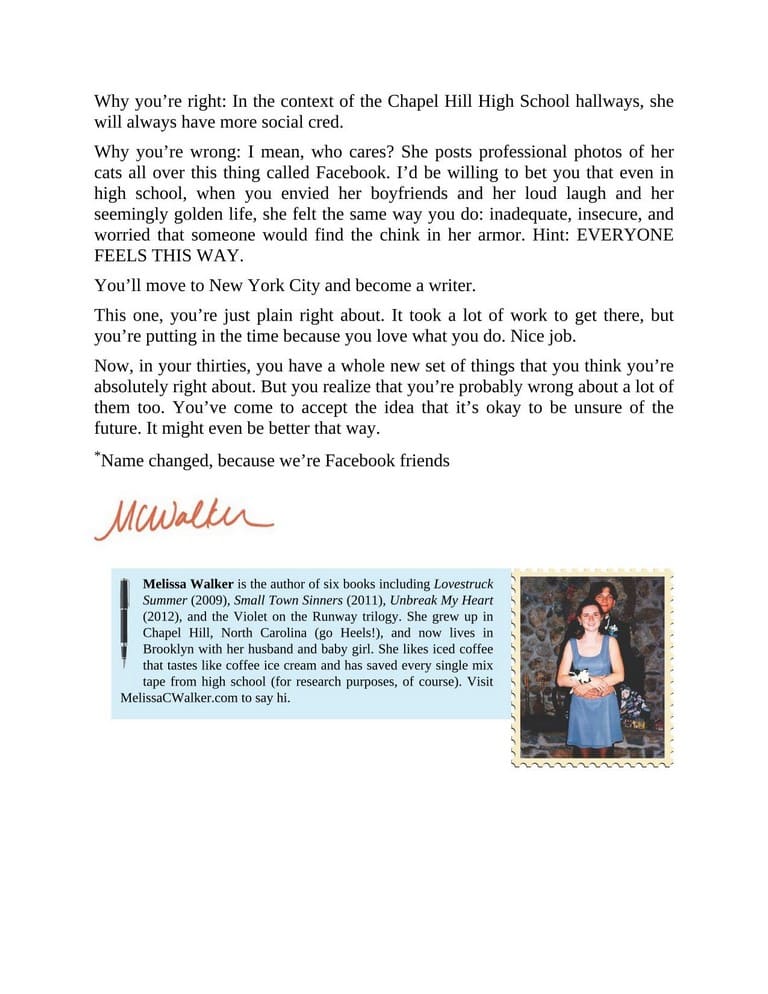 Why you’re right: In the context of the Chapel Hill High School hallways, she
will always have more social cred.
Why you’re wrong: I mean, who cares? She posts professional photos of her
cats all over this thing called Facebook. I’d be willing to bet you that even in
high school, when you envied her boyfriends and her loud laugh and her
seemingly golden life, she felt the same way you do: inadequate, insecure, and
worried that someone would find the chink in her armor. Hint: EVERYONE
FEELS THIS WAY.
You’ll move to New York City and become a writer.
This one, you’re just plain right about. It took a lot of work to get there, but
you’re putting in the time because you love what you do. Nice job.
Now, in your thirties, you have a whole new set of things that you think you’re
absolutely right about. But you realize that you’re probably wrong about a lot of
them too. You’ve come to accept the idea that it’s okay to be unsure of the
future. It might even be better that way.
*Name changed, because we’re Facebook friends
MCWalker
Melissa Walker is the author of six books including Lovestruck
Summer (2009), Small Town Sinners (2011), Unbreak My Heart
(2012), and the Violet on the Runway trilogy. She grew up in
Chapel Hill, North Carolina (go Heels!), and now lives in
Brooklyn with her husband and baby girl. She likes iced coffee
that tastes like coffee ice cream and has saved every single mix
tape from high school (for research purposes, of course). Visit
MelissaCWalker.com to say hi.